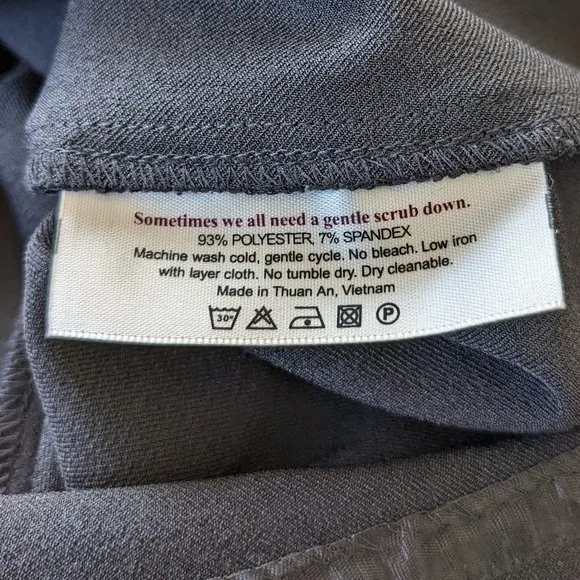 Sometimes we all need a gentle scrub down.
93% POLYESTER, 7% SPANDEX
Machine wash cold, gentle cycle. No bleach. Low iron
with layer cloth. No tumble dry. Dry cleanable.
Made in Thuan An, Vietnam
30° P